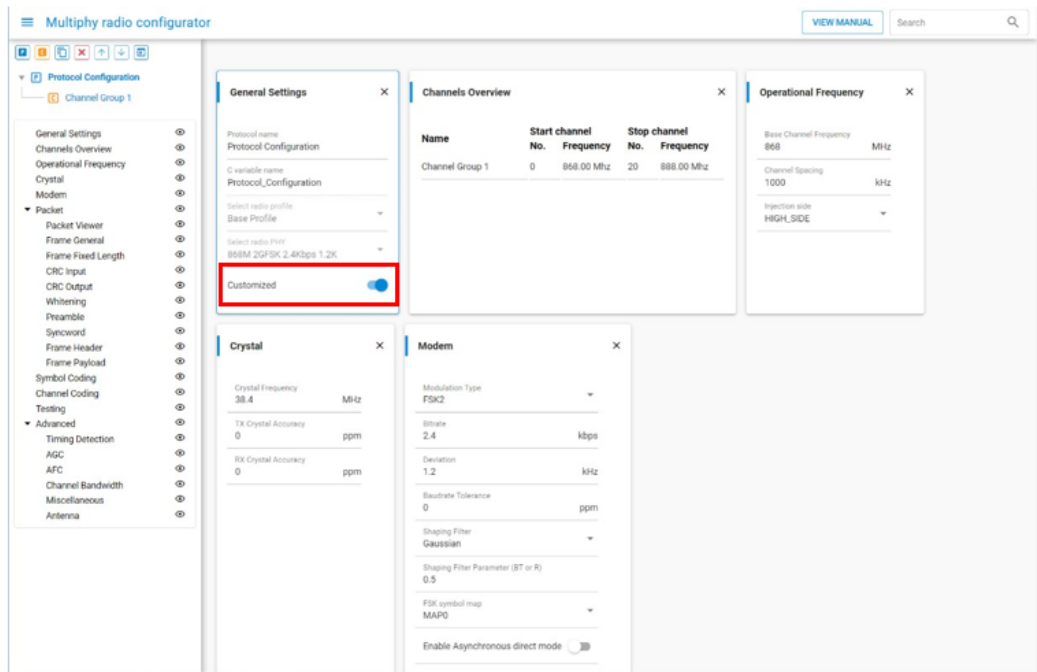 Multiphy radio configurator
VIEW MANUAL
Search
Protocol Configuration
Channel Group 1
General Settings
Channels Overview
Operational Frequency
Crystal
Modem
Packet
Packet Viewer
Frame General
Frame Fixed Length
CRC Input
CRC Output
Whitening
Preamble
Syncword
Frame Header
Frame Payload
Symbol Coding
Channel Coding
Testing
Advanced
Timing Detection
AGC
AFC
Channel Bandwidth
Miscellaneous
Antenna
General Settings
Protocol name
Protocol Configuration
C variable name
Protocol_Configuration
Select radio profile
Base Profile
Select radio PHY
868M 2GFSK 2.4Kbps 1.2K
Customized
Channels Overview
Start channel Stop channel
Name No. Frequency No. Frequency
Channel Group 1 0 868.00 Mhz 20 888.00 Mhz
Operational Frequency
Base Channel Frequency
868 MHz
Channel Spacing
1000 kHz
Injection side
HIGH_SIDE
Crystal
Crystal Frequency
38.4 MHz
TX Crystal Accuracy
0 ppm
RX Crystal Accuracy
0 ppm
Modem
Modulation Type
FSK2
Bitrate
2.4 kbps
Deviation
1.2 kHz
Baudrate Tolerance
0 ppm
Shaping Filter
Gaussian
Shaping Filter Parameter (BT or R)
0.5
FSK symbol map
MAP0
Enable Asynchronous direct mode